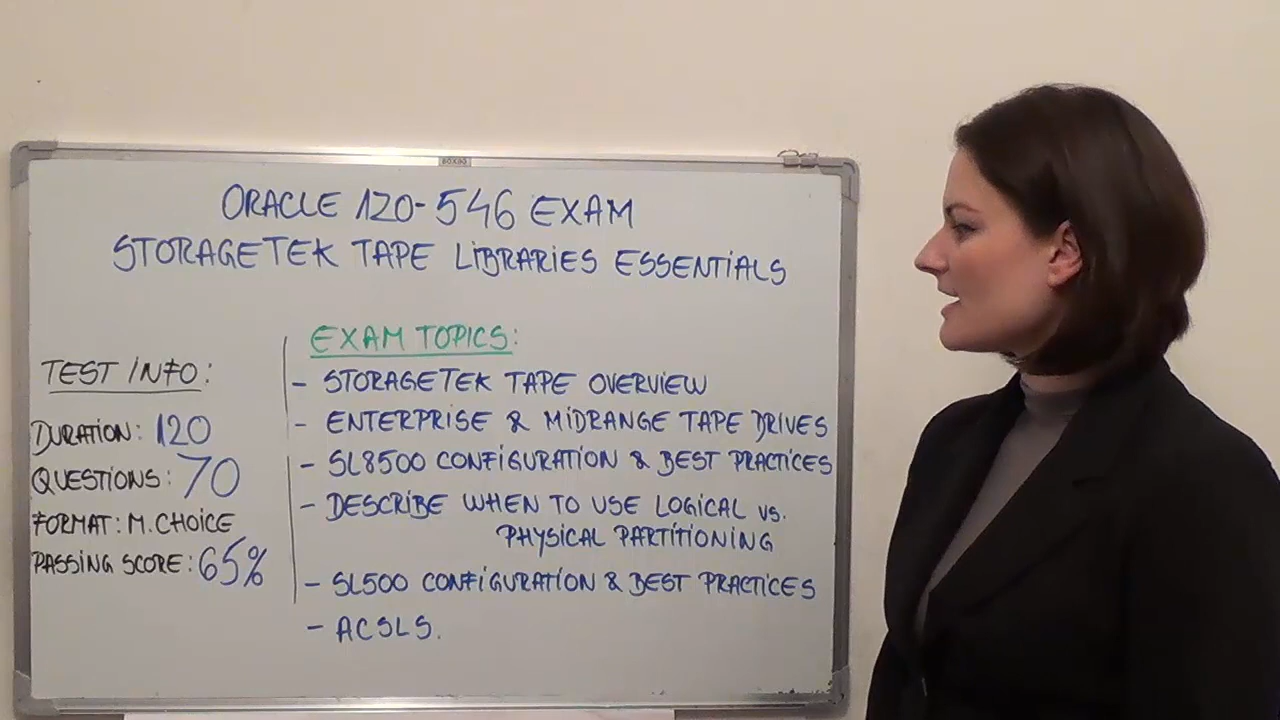 ORACLE 120-546 EXAM
STORAGETEK TAPE LIBRARIES ESSENTIALS
TEST INFO:
DURATION: 120
QUESTIONS: 70
FORMAT: M.CHOICE
PASSING SCORE: 65%
EXAM TOPICS:
- STORAGETEK TAPE OVERVIEW
- ENTERPRISE & MIDRANGE TAPE DRIVES
- SL8500 CONFIGURATION & BEST PRACTICES
- DESCRIBE WHEN TO USE LOGICAL vs.
PHYSICAL PARTITIONING
- SL500 CONFIGURATION & BEST PRACTICES
- ACSLS.